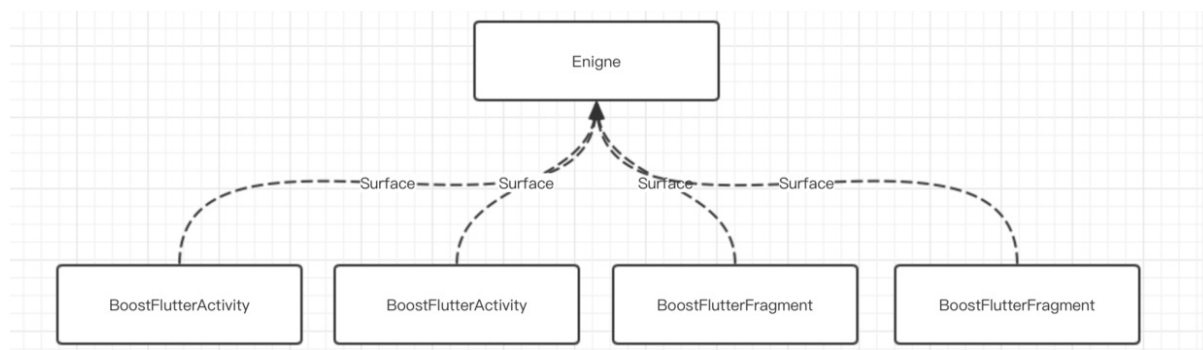 Enigne
Surface Surface Surface Surface
BoostFlutterActivity BoostFlutterActivity BoostFlutterFragment BoostFlutterFragment